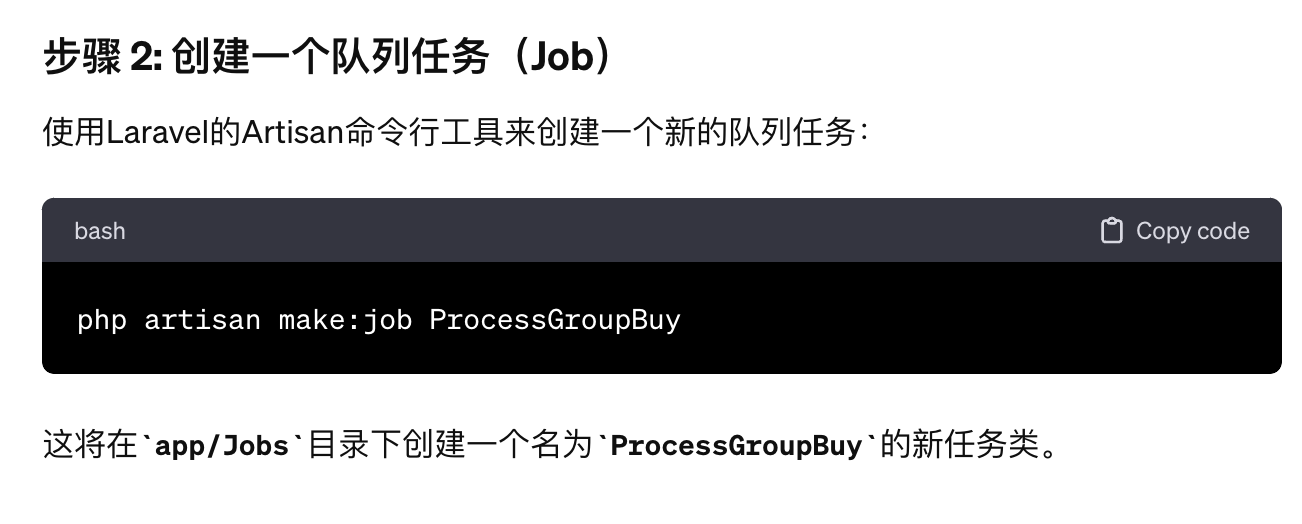 步骤 2: 创建一个队列任务（Job）
使用Laravel的Artisan命令行工具来创建一个新的队列任务：
bash
Copy code
php artisan make:job ProcessGroupBuy
这将在`app/Jobs`目录下创建一个名为`ProcessGroupBuy`的新任务类。